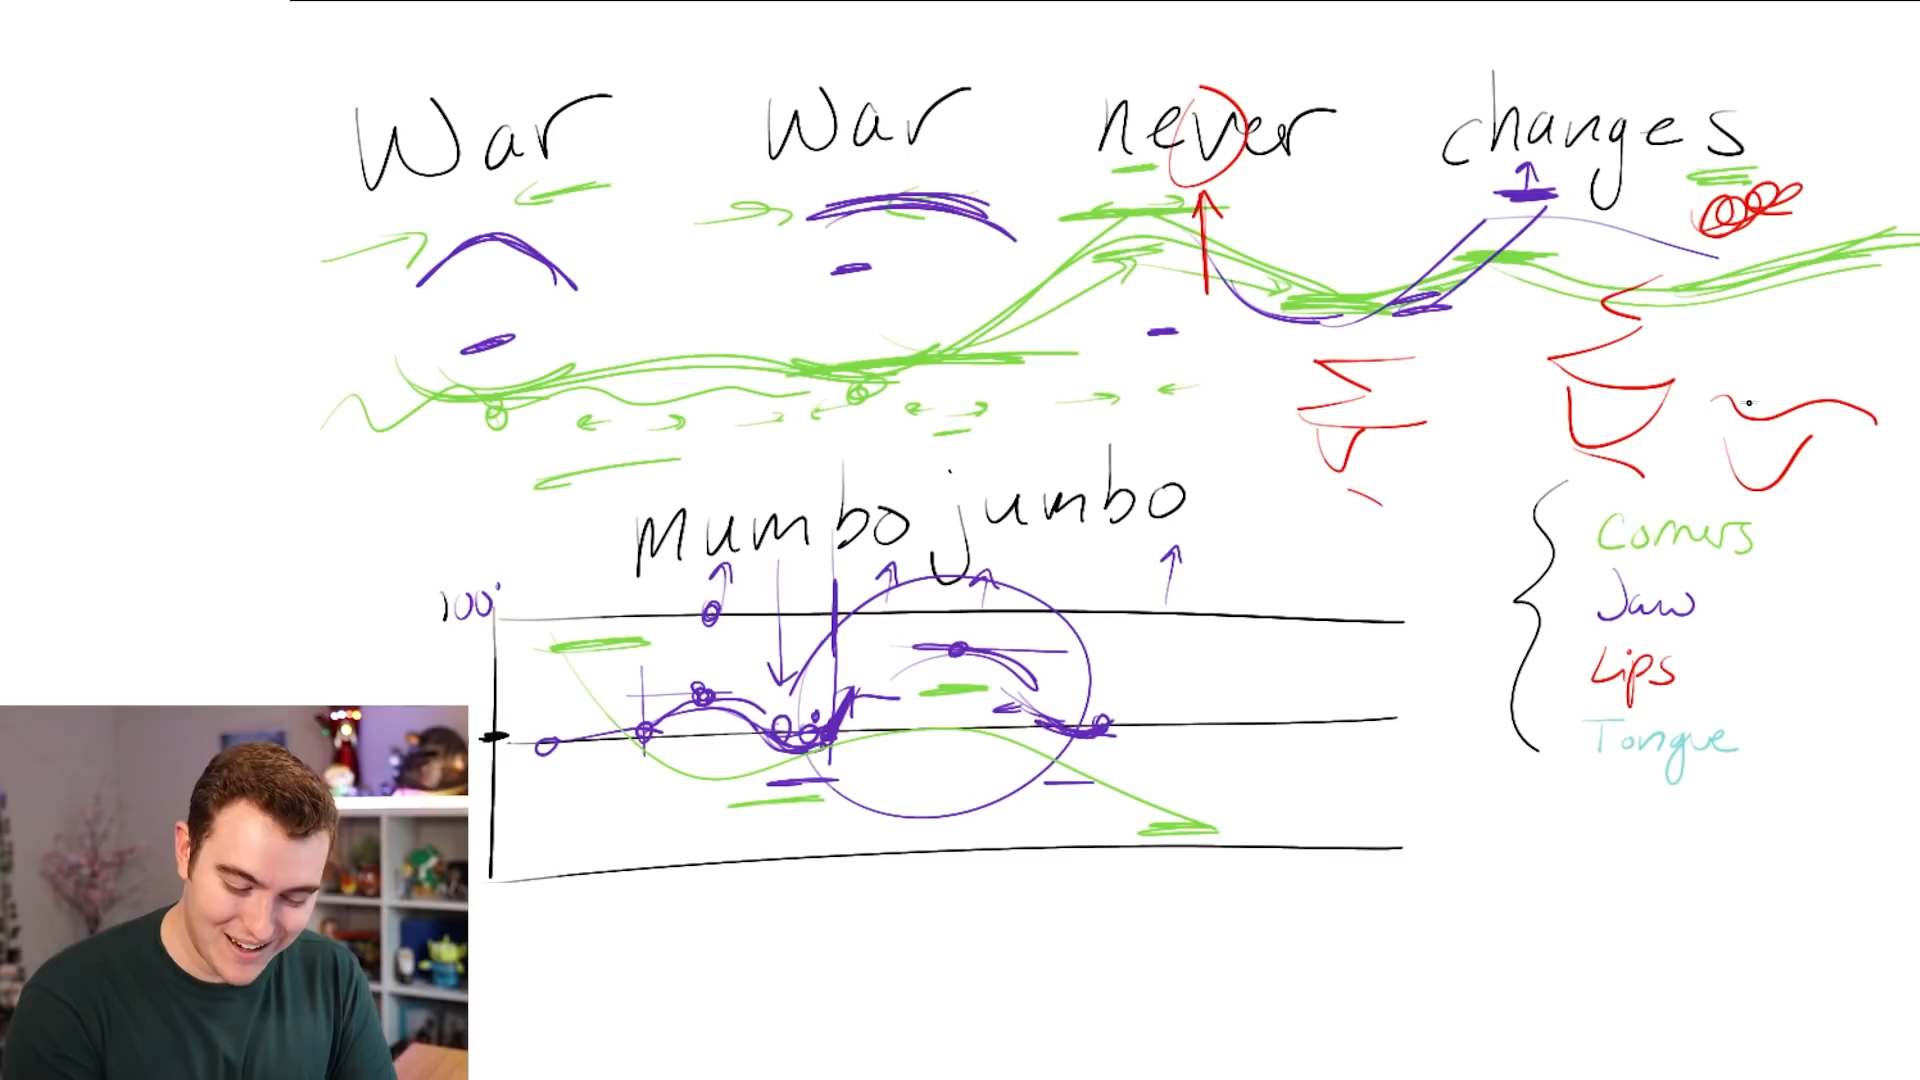 War War never changes
Mumbo jumbo
100°
Corners
Jaw
Lips
Tongue